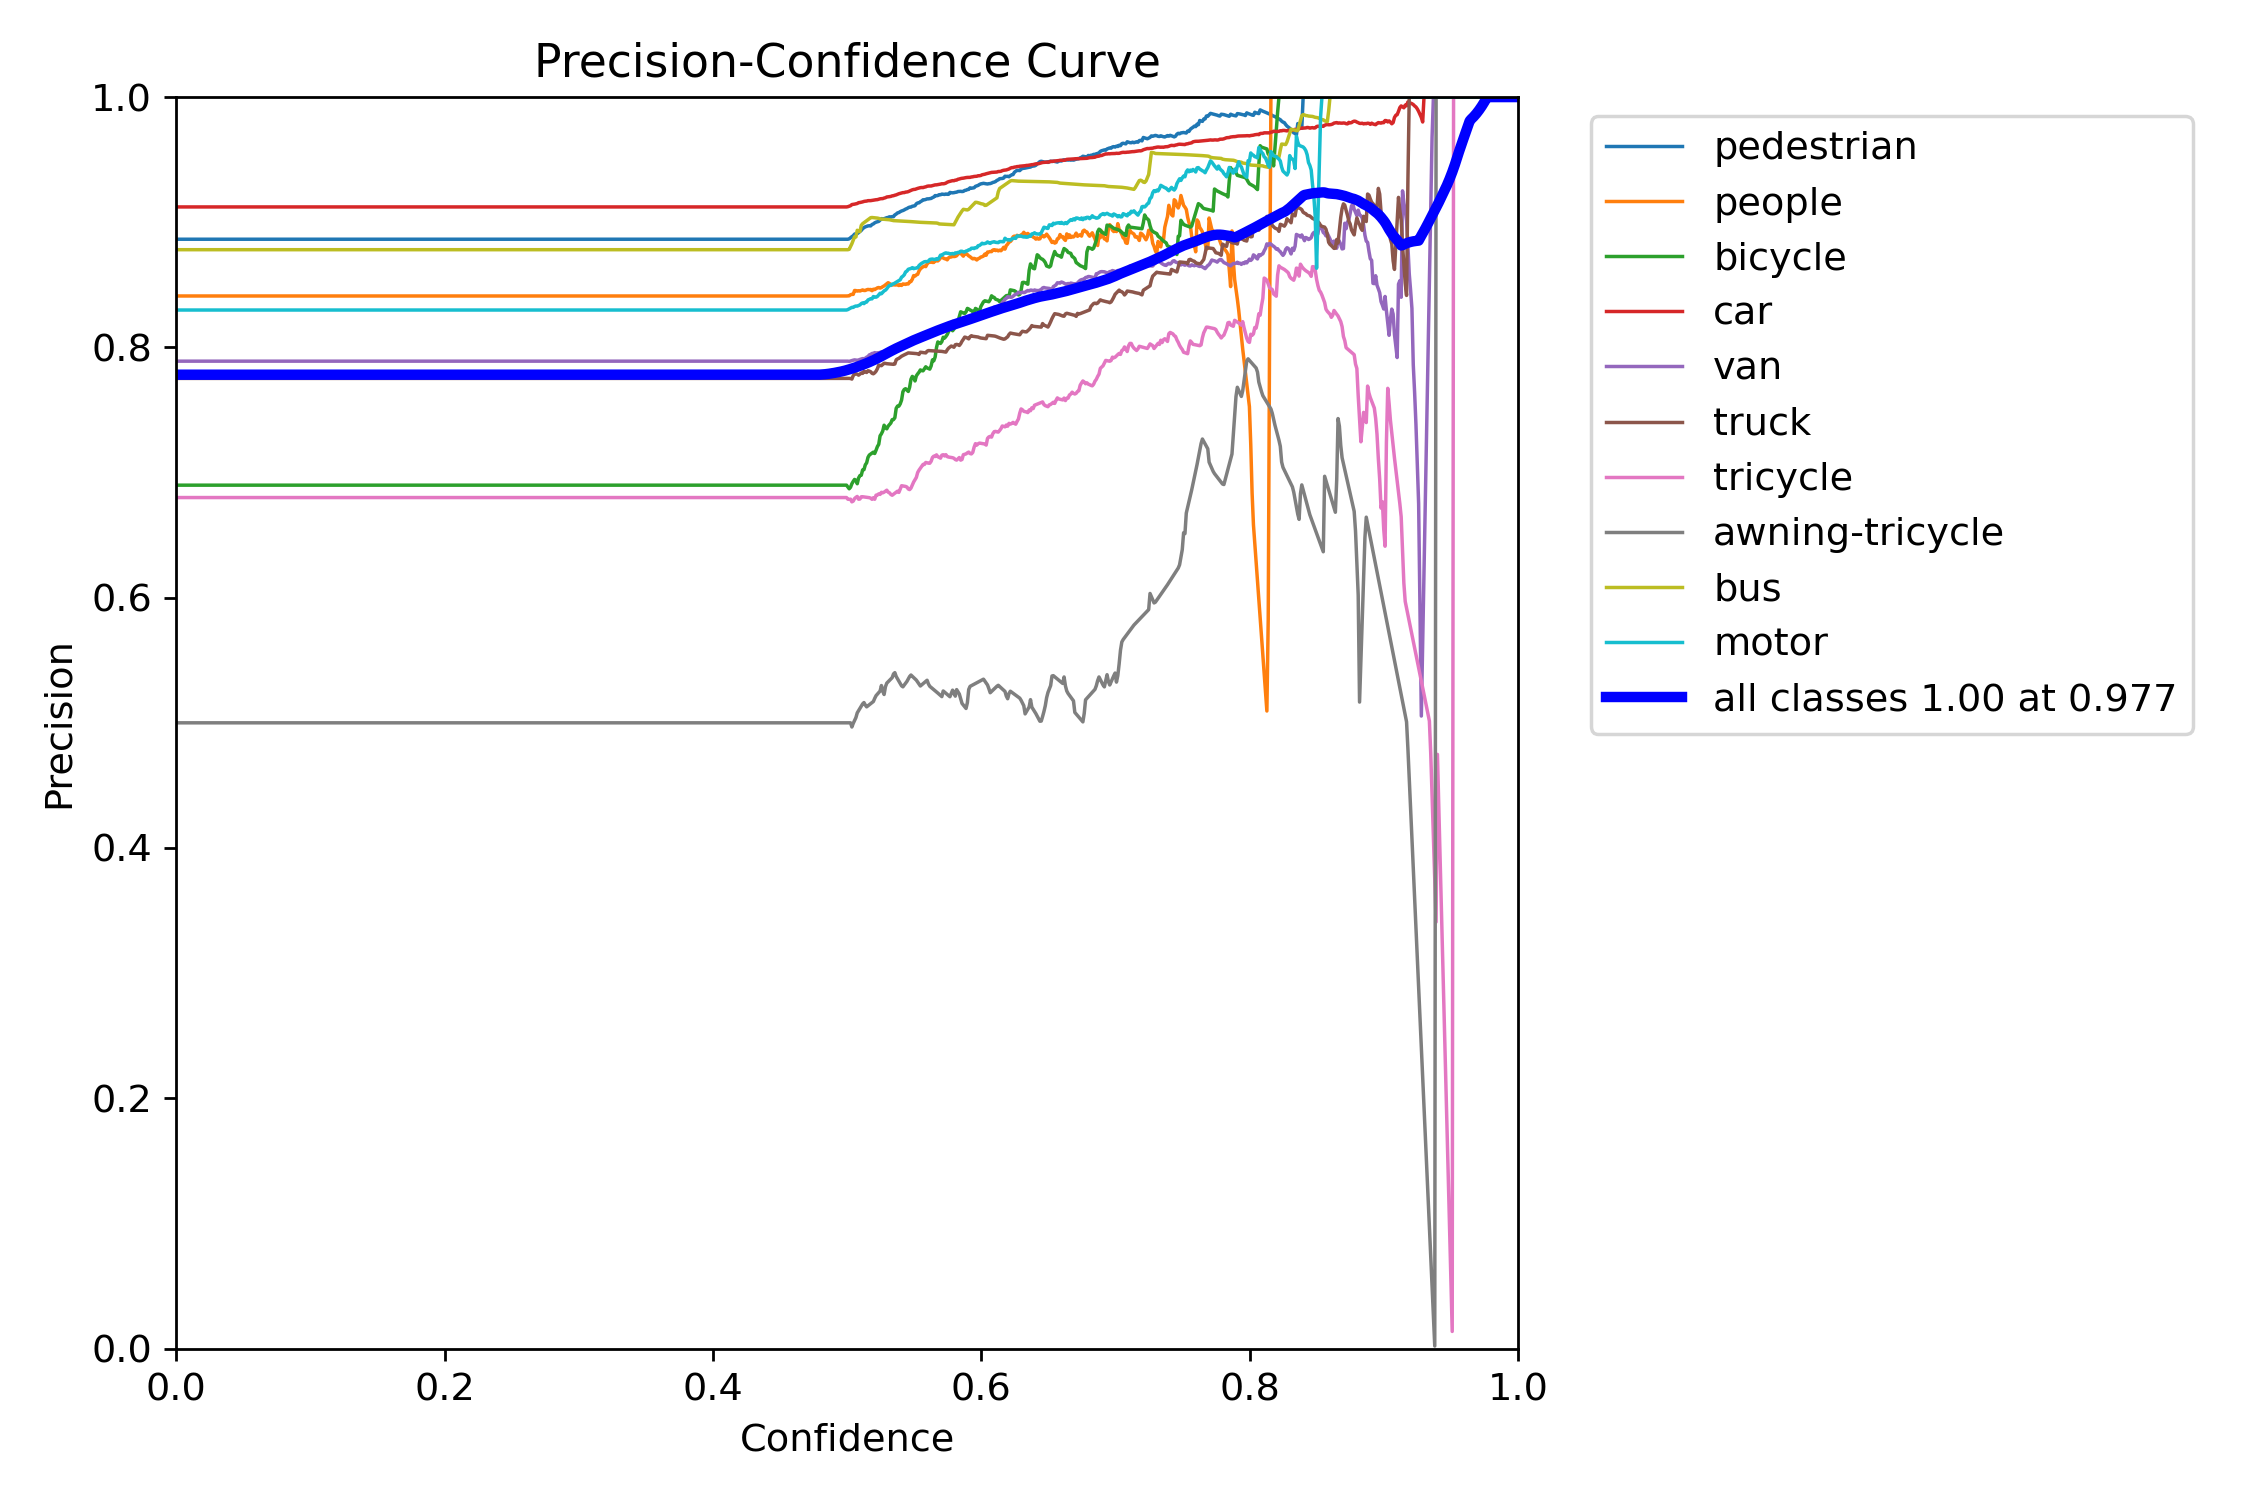 Precision-Confidence Curve
1.0
0.8
0.6
0.4
0.2
0.0
Precision
0.0 0.2 0.4 0.6 0.8 1.0
Confidence
pedestrian
people
bicycle
car
van
truck
tricycle
awning-tricycle
bus
motor
all classes 1.00 at 0.977